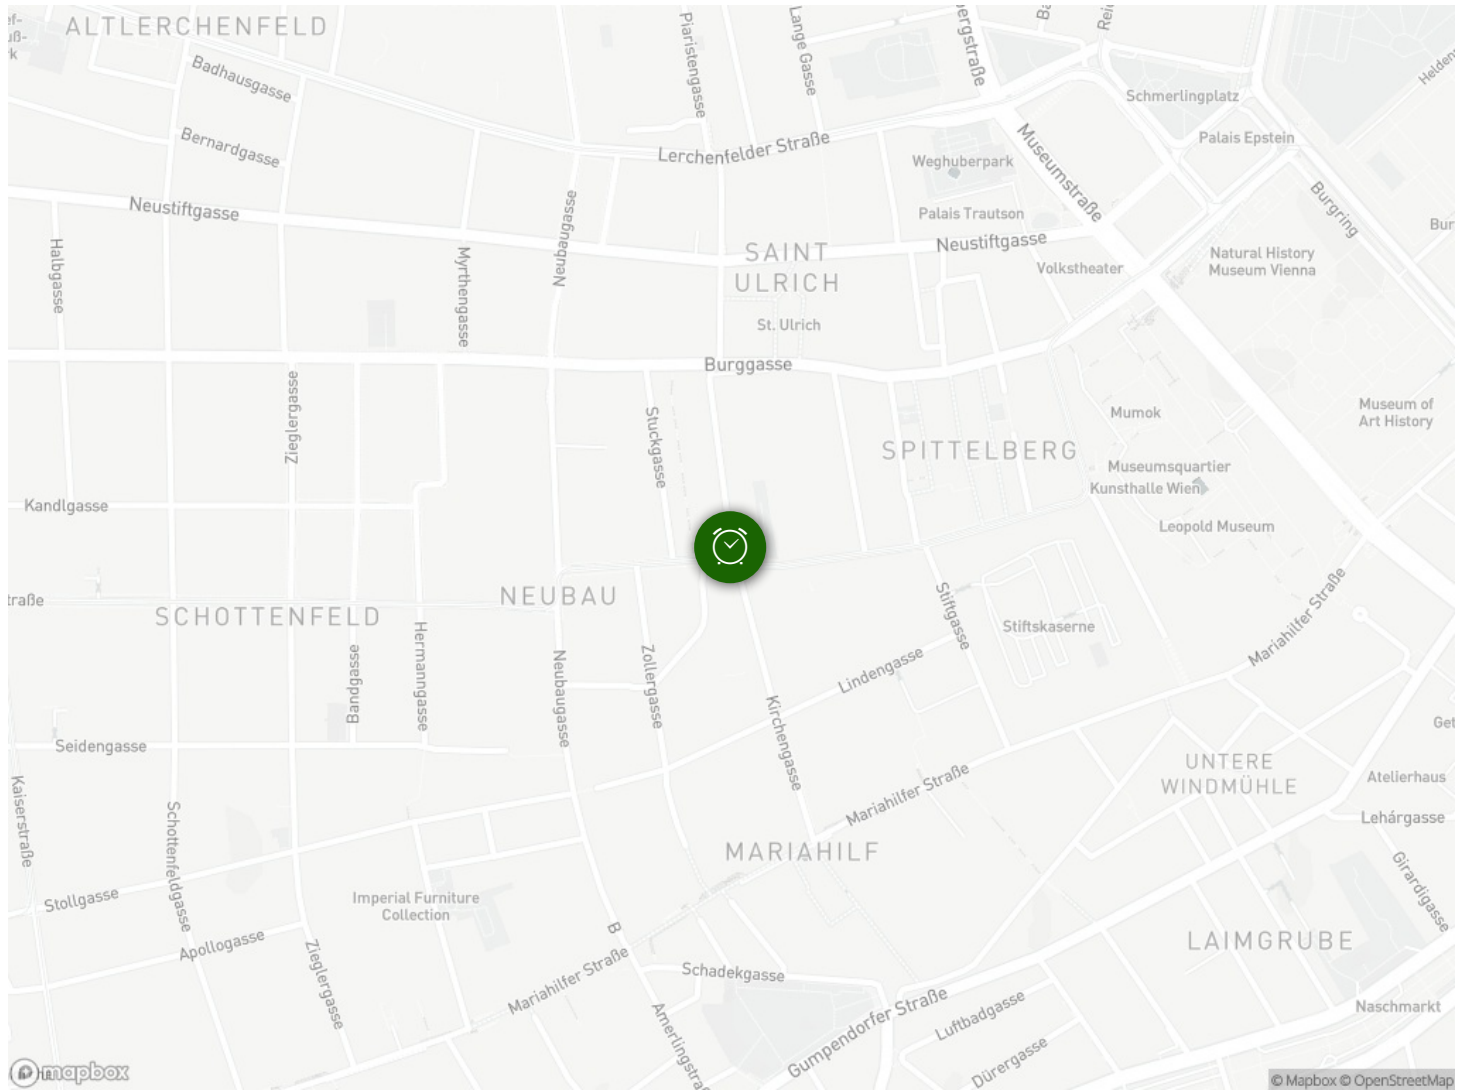 ALTLERCHENFELD
Badhausgasse
Bernardgasse
Piaristengasse
Lange Gasse
Lerchenfelder Straße
Schmerlingplatz
Palais Epstein
Weghuberpark
Museumstraße
Burgring
Neustiftgasse
Neubaugasse
Palais Trautson
Neustiftgasse
Halbgasse
Myrthengasse
SAINT
ULRICH
Volkstheater
Natural History
Museum Vienna
St. Ulrich
Burggasse
Zieglergasse
Stuckgasse
Mumok
Museum of
Art History
SPITTELBERG
Museumsquartier
Kunsthalle Wien
Kandlgasse
Leopold Museum
NEUBAU
traße
SCHOTTENFELD
Stiftgasse
Stiftskaserne
Mariahilfer Straße
Bandgasse
Hermanngasse
Neubaugasse
Zollergasse
Lindengasse
Kirchengasse
Seidengasse
UNTERE
WINDMÜHLE
Atelierhaus
Kaiserstraße
Schottenfeldgasse
Mariahilfer Straße
Lehárgasse
MARIAHILF
Girardigasse
Stollgasse
Imperial Furniture
Collection
Apollogasse
Zieglergasse
B
LAIMGRUBE
Mariahilfer Straße
Schadekgasse
Naschmarkt
Gumpendorfer Straße
Luftbadgasse
Dürergasse
Amerlingstra
mapbox
© Mapbox © OpenStreetMap